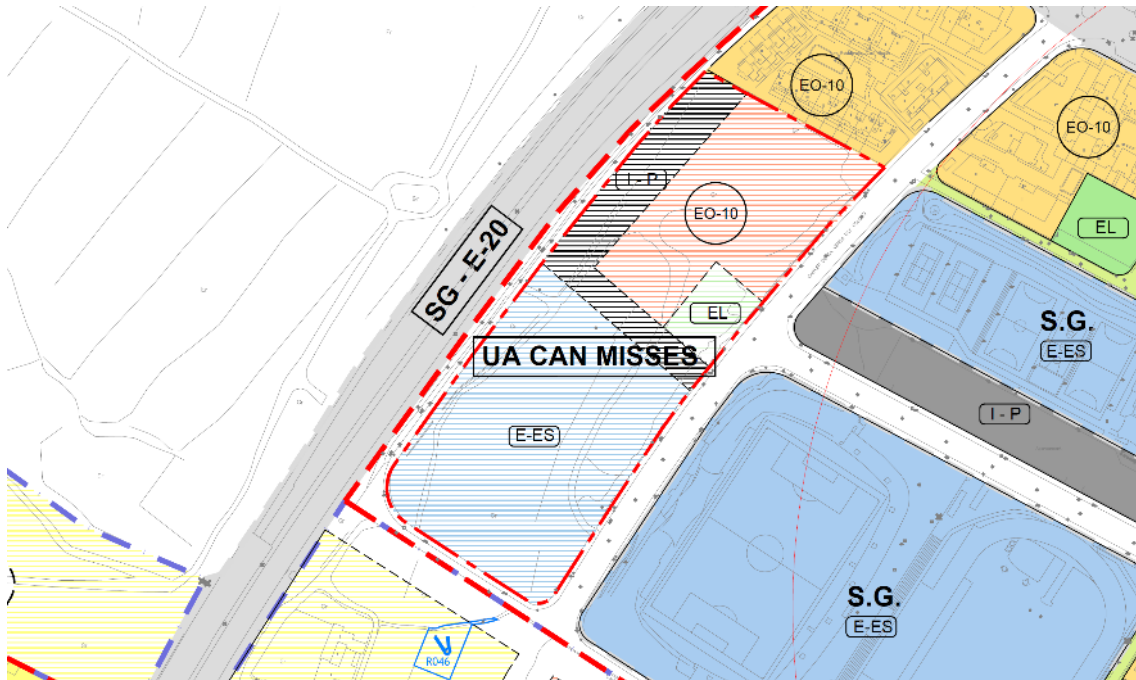 EO-10
EO-10
I - P
EO-10
EL
SG - E-20
EL
S.G.
E-ES
UA CAN MISSES
I - P
E-ES
S.G.
E-ES
R046